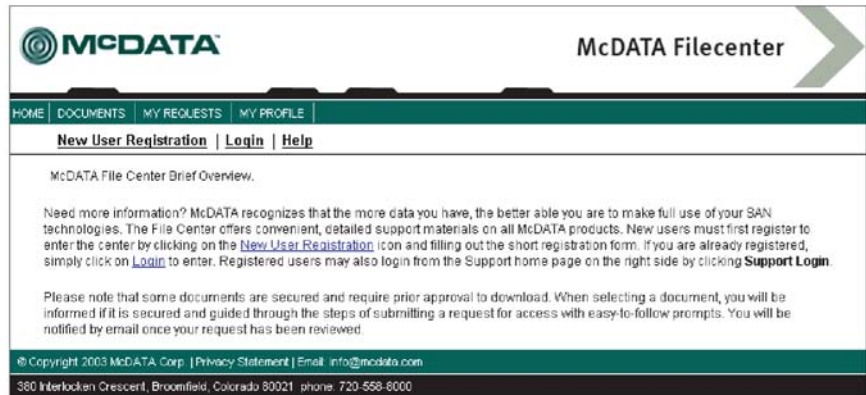 McDATA
McDATA Filecenter
HOME | DOCUMENTS | MY REQUESTS | MY PROFILE |
New User Registration | Login | Help
McDATA File Center Brief Overview.
Need more information? McDATA recognizes that the more data you have, the better able you are to make full use of your SAN
technologies. The File Center offers convenient, detailed support materials on all McDATA products. New users must first register to
enter the center by clicking on the New User Registration icon and filling out the short registration form. If you are already registered,
simply click on Login to enter. Registered users may also login from the Support home page on the right side by clicking Support Login.
Please note that some documents are secured and require prior approval to download. When selecting a document, you will be
informed if it is secured and guided through the steps of submitting a request for access with easy-to-follow prompts. You will be
notified by email once your request has been reviewed.
© Copyright 2003 McDATA Corp. | Privacy Statement | Email: info@mcdata.com
380 Interlocken Crescent, Broomfield, Colorado 80021 phone: 720-558-8000